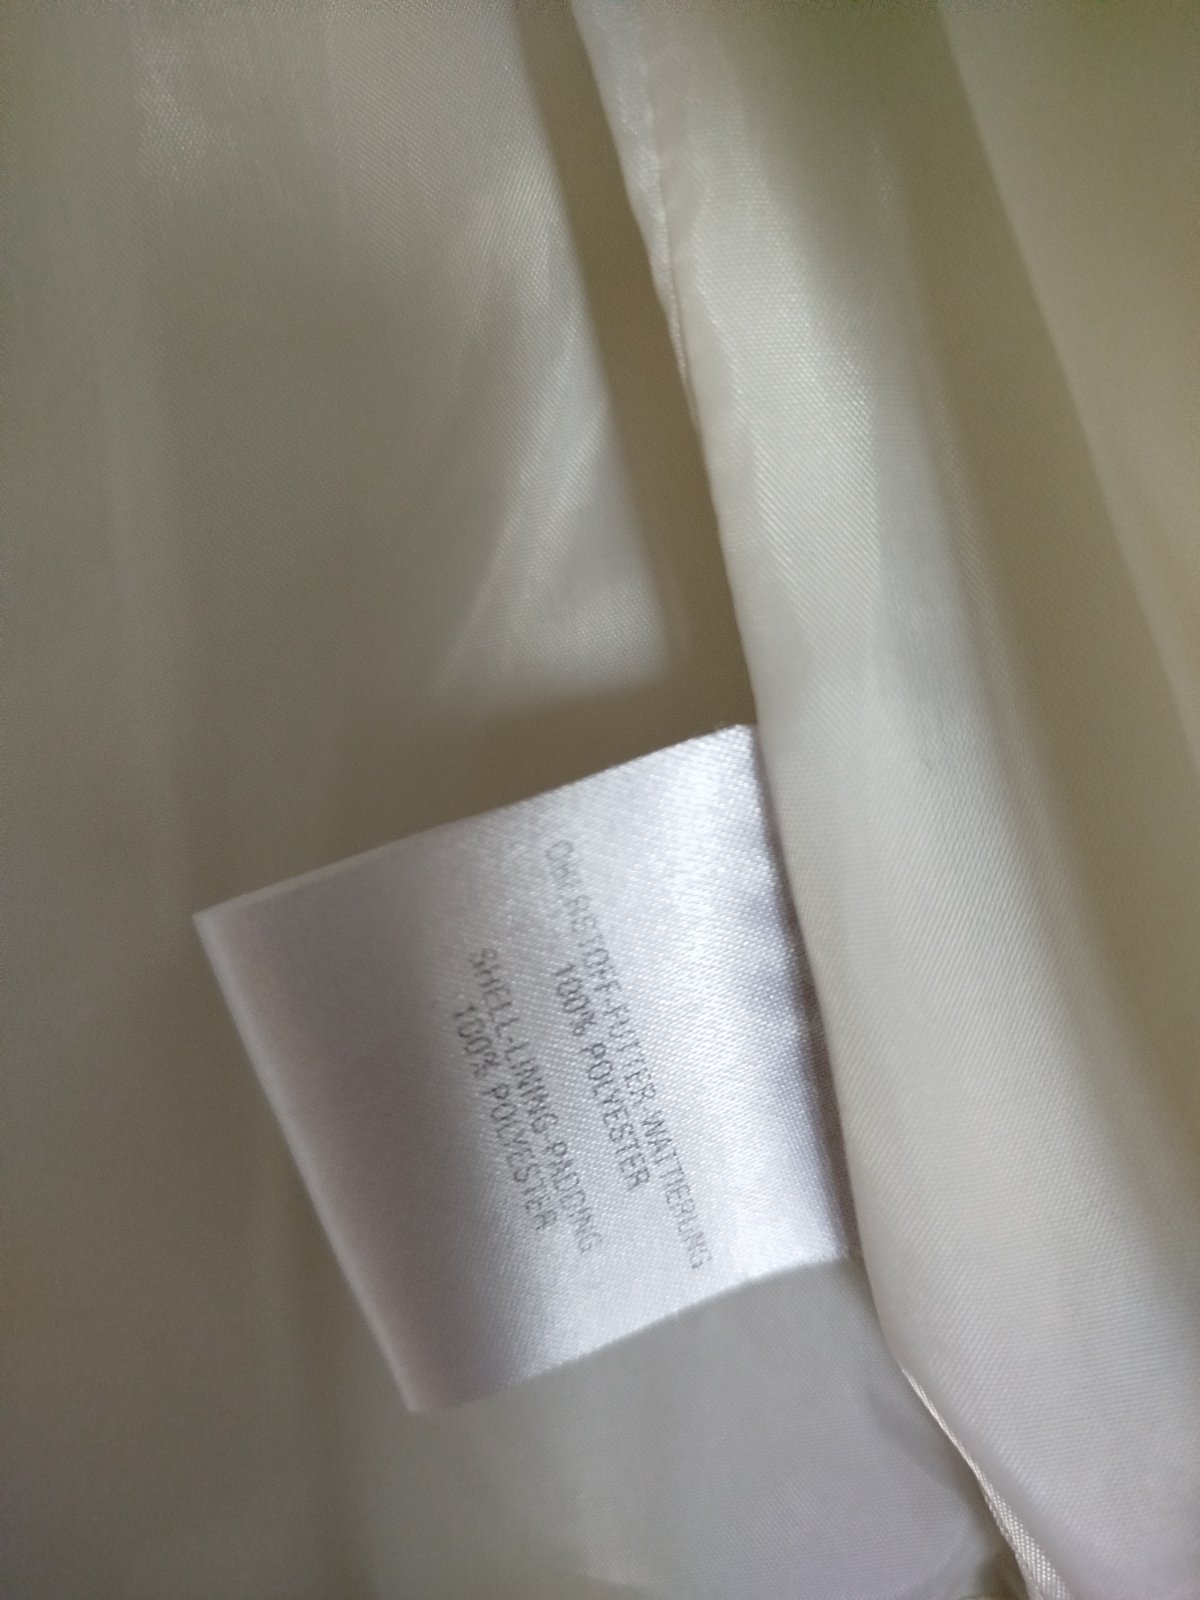 OBERSTOFF-FUTTER-WATTIERUNG
100% POLYESTER
SHELL-LINING-PADDING
100% POLYESTER